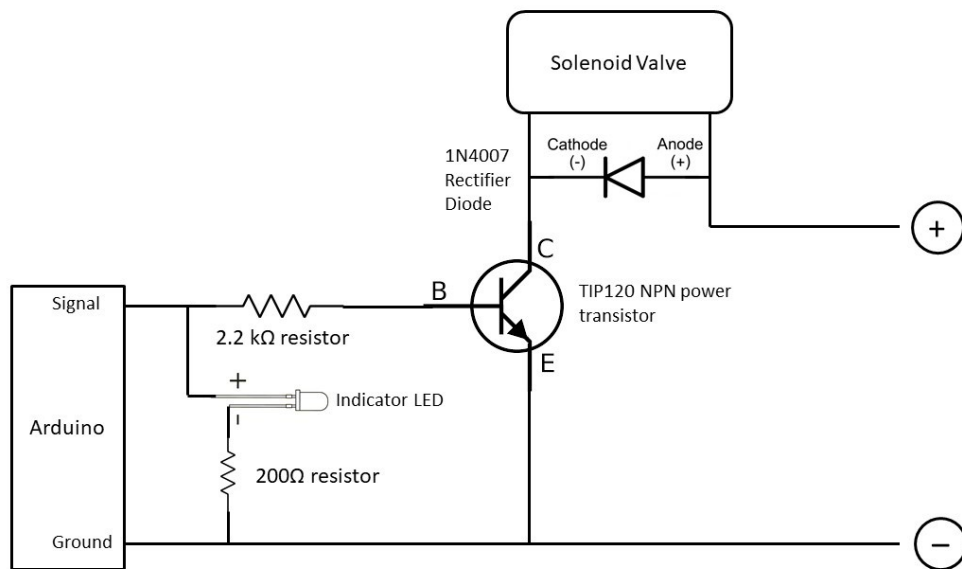 Solenoid Valve
1N4007
Rectifier
Diode
Cathode
(-)
Anode
(+)
+
C
B
E
TIP120 NPN power
transistor
Signal
2.2 kΩ resistor
+
-
Indicator LED
Arduino
200Ω resistor
Ground
−